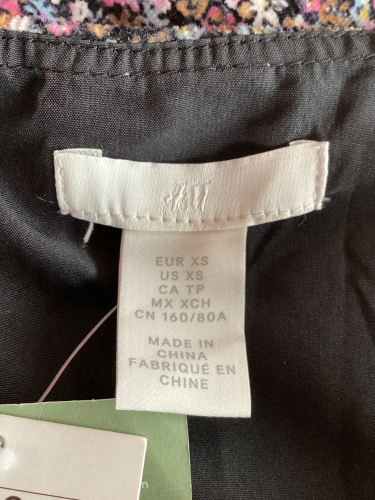 H&M
EUR XS
US XS
CA TP
MX XCH
CN 160/80A
MADE IN
CHINA
FABRIQUÉ EN
CHINE